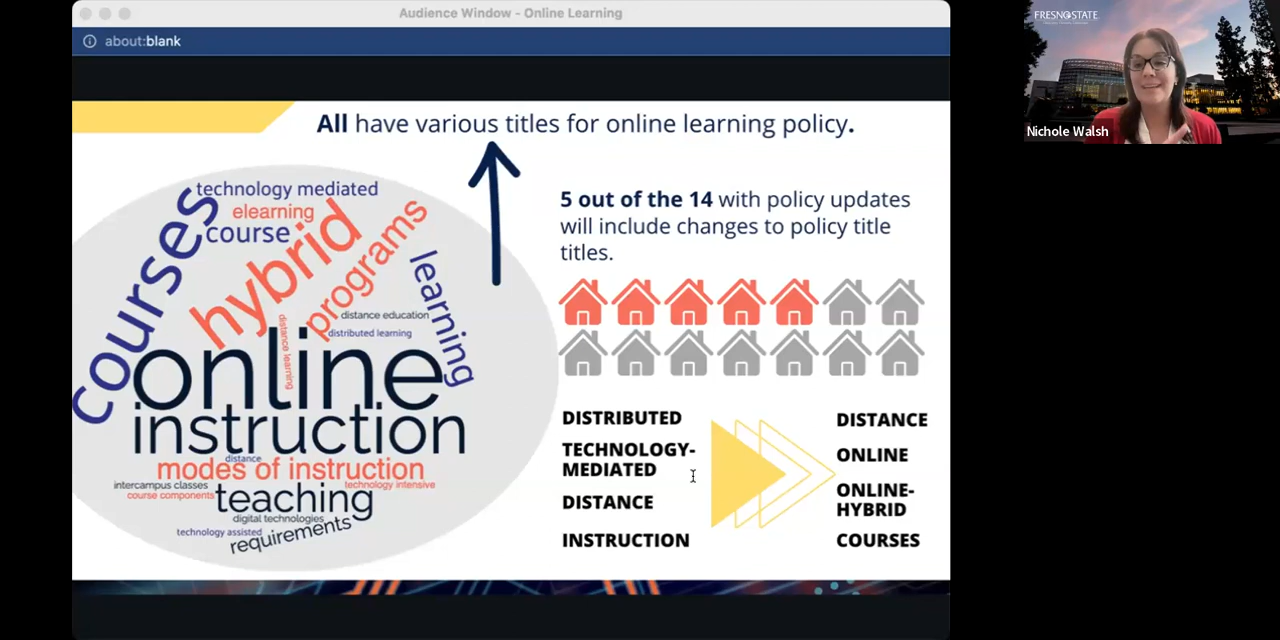 Audience Window - Online Learning
about:blank
All have various titles for online learning policy.
technology mediated
elearning
course
courses
hybrid
programs
learning
distance education
distributed learning
distance learning
online
instruction
distance
modes of instruction
intercampus classes
technology intensive
course components
teaching
digital technologies
technology assisted
requirements
5 out of the 14 with policy updates
will include changes to policy title
titles.
DISTRIBUTED
TECHNOLOGY-
MEDIATED
DISTANCE
INSTRUCTION
DISTANCE
ONLINE
ONLINE-
HYBRID
COURSES
FRESNO STATE
Nichole Walsh